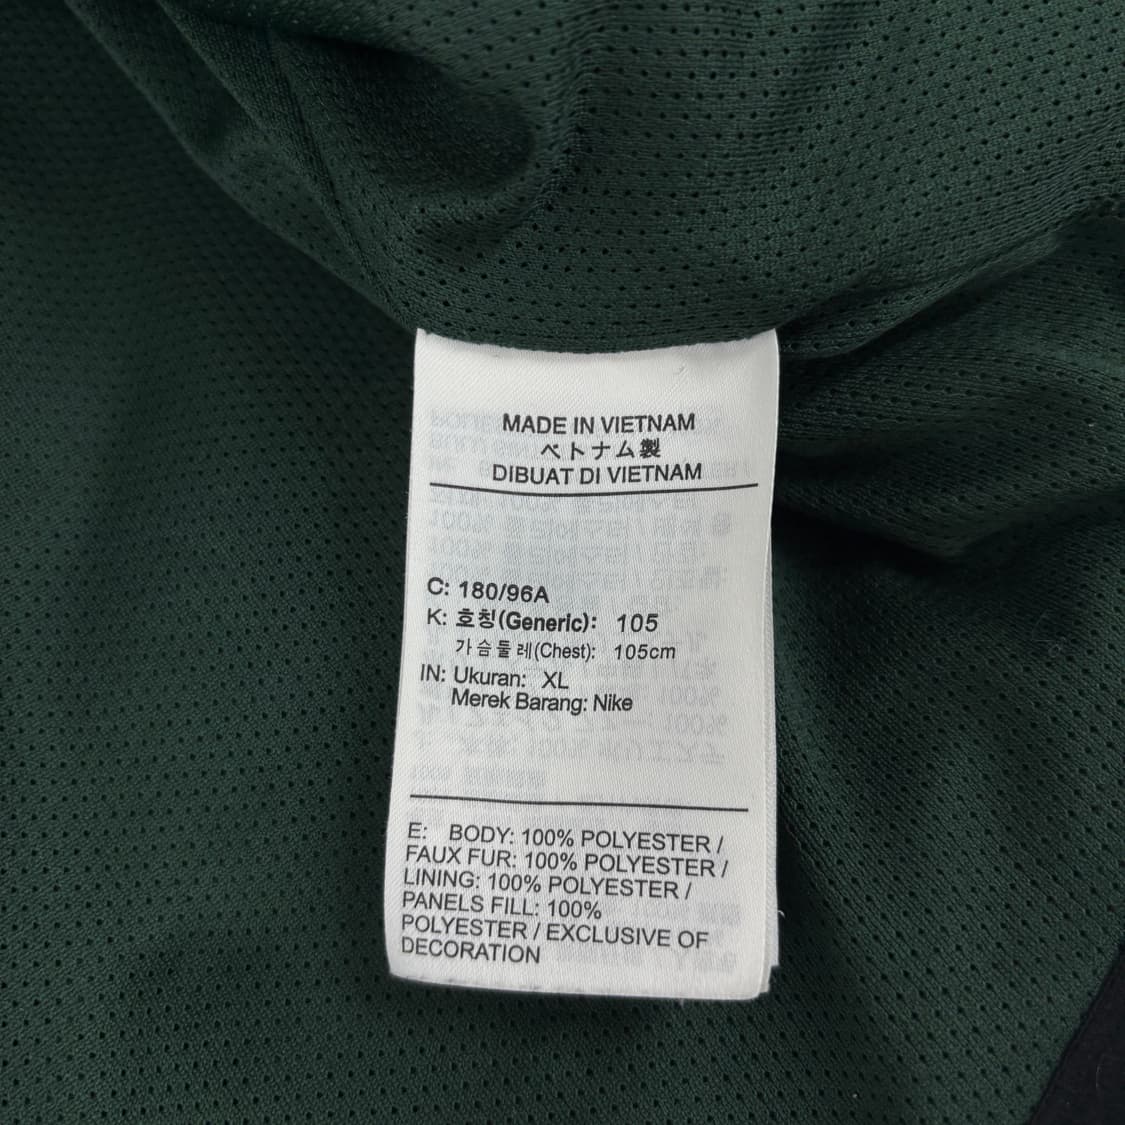 MADE IN VIETNAM
ベトナム製
DIBUAT DI VIETNAM
C: 180/96A
K: 호칭(Generic): 105
가슴둘레(Chest): 105cm
IN: Ukuran: XL
Merek Barang: Nike
E: BODY: 100% POLYESTER /
FAUX FUR: 100% POLYESTER /
LINING: 100% POLYESTER /
PANELS FILL: 100%
POLYESTER / EXCLUSIVE OF
DECORATION